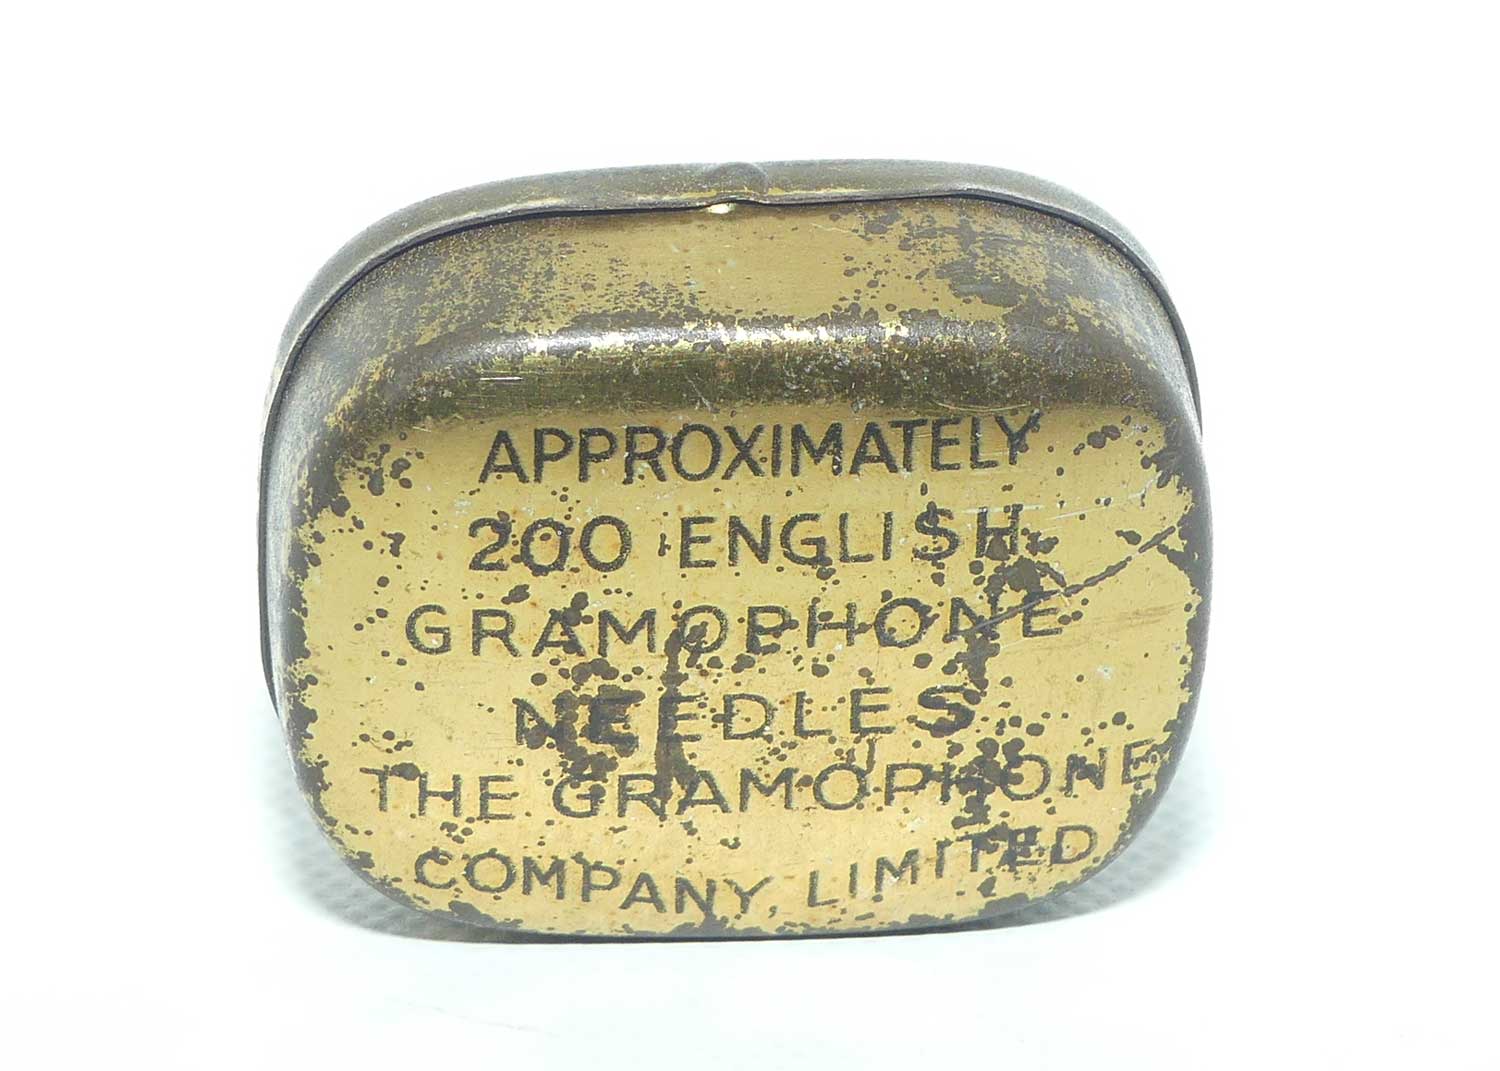 APPROXIMATELY
200 ENGLISH
GRAMOPHONE
NEEDLES
THE GRAMOPHONE
COMPANY, LIMITED